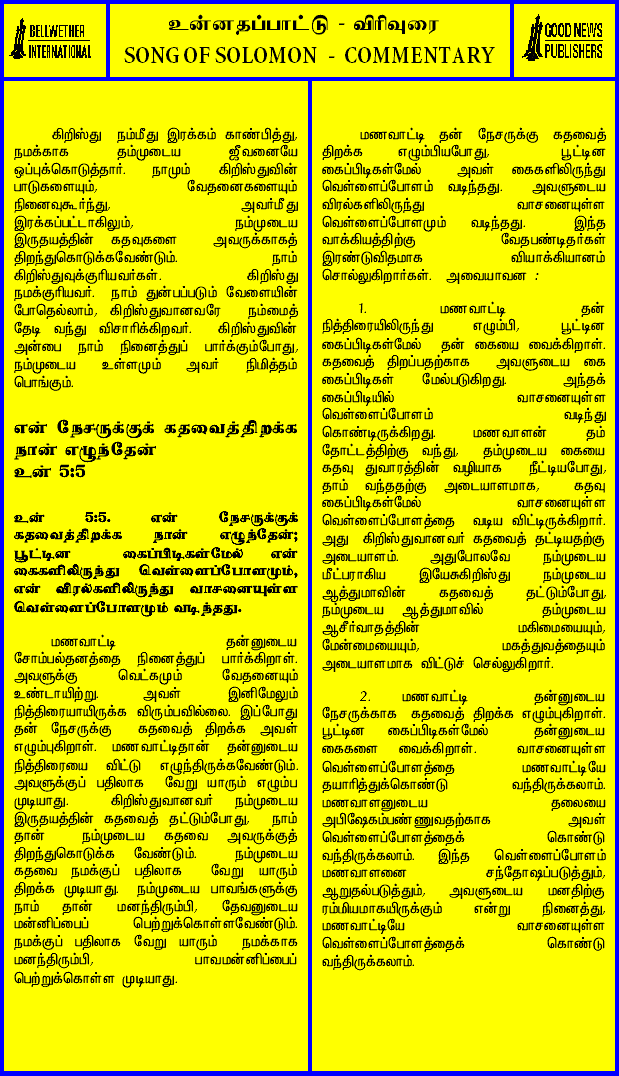 BELLWETHER
INTERNATIONAL
உன்னதப்பாட்டு - விரிவுரை
SONG OF SOLOMON - COMMENTARY
GOOD NEWS
PUBLISHERS
கிறிஸ்து நம்மீது இரக்கம் காண்பித்து,
நமக்காக தம்முடைய ஜீவனையே
ஒப்புக்கொடுத்தார். நாமும் கிறிஸ்துவின்
பாடுகளையும், வேதனைகளையும்
நினைவுகூர்ந்து, அவர்மீது
இரக்கப்பட்டாகிலும், நம்முடைய
இருதயத்தின் கதவுகளை அவருக்காகத்
திறந்துகொடுக்கவேண்டும். நாம்
கிறிஸ்துவுக்குரியவர்கள். கிறிஸ்து
நமக்குரியவர். நாம் துன்பப்படும் வேளையின்
போதெல்லாம், கிறிஸ்துவானவரே நம்மைத்
தேடி வந்து விசாரிக்கிறவர். கிறிஸ்துவின்
அன்பை நாம் நினைத்துப் பார்க்கும்போது,
நம்முடைய உள்ளமும் அவர் நிமித்தம்
பொங்கும்.
என் நேசருக்குக் கதவைத்திறக்க
நான் எழுந்தேன்
உன் 5:5
உன் 5:5. என் நேசருக்குக்
கதவைத்திறக்க நான் எழுந்தேன்;
பூட்டின கைப்பிடிகள்மேல் என்
கைகளிலிருந்து வெள்ளைப்போளமும்,
என் விரல்களிலிருந்து வாசனையுள்ள
வெள்ளைப்போளமும் வடிந்தது.
மணவாட்டி தன்னுடைய
சோம்பல்தனத்தை நினைத்துப் பார்க்கிறாள்.
அவளுக்கு வெட்கமும் வேதனையும்
உண்டாயிற்று. அவள் இனிமேலும்
நித்திரையாயிருக்க விரும்பவில்லை. இப்போது
தன் நேசருக்கு கதவைத் திறக்க அவள்
எழும்புகிறாள். மணவாட்டிதான் தன்னுடைய
நித்திரையை விட்டு எழுந்திருக்கவேண்டும்.
அவளுக்குப் பதிலாக வேறு யாரும் எழும்ப
முடியாது. கிறிஸ்துவானவர் நம்முடைய
இருதயத்தின் கதவைத் தட்டும்போது, நாம்
தான் நம்முடைய கதவை அவருக்குத்
திறந்துகொடுக்க வேண்டும். நம்முடைய
கதவை நமக்குப் பதிலாக வேறு யாரும்
திறக்க முடியாது. நம்முடைய பாவங்களுக்கு
நாம் தான் மனந்திரும்பி, தேவனுடைய
மன்னிப்பைப் பெற்றுக்கொள்ளவேண்டும்.
நமக்குப் பதிலாக வேறு யாரும் நமக்காக
மனந்திரும்பி, பாவமன்னிப்பைப்
பெற்றுக்கொள்ள முடியாது.
மணவாட்டி தன் நேசருக்கு கதவைத்
திறக்க எழும்பியபோது, பூட்டின
கைப்பிடிகள்மேல் அவள் கைகளிலிருந்து
வெள்ளைப்போளம் வடிந்தது. அவளுடைய
விரல்களிலிருந்து வாசனையுள்ள
வெள்ளைப்போளமும் வடிந்தது. இந்த
வாக்கியத்திற்கு வேதபண்டிதர்கள்
இரண்டுவிதமாக வியாக்கியானம்
சொல்லுகிறார்கள். அவையாவன :
1. மணவாட்டி தன்
நித்திரையிலிருந்து எழும்பி, பூட்டின
கைப்பிடிகள்மேல் தன் கையை வைக்கிறாள்.
கதவைத் திறப்பதற்காக அவளுடைய கை
கைப்பிடிகள் மேல்படுகிறது. அந்தக்
கைப்பிடியில் வாசனையுள்ள
வெள்ளைப்போளம் வடிந்து
கொண்டிருக்கிறது. மணவாளன் தம்
தோட்டத்திற்கு வந்து, தம்முடைய கையை
கதவு துவாரத்தின் வழியாக நீட்டியபோது,
தாம் வந்ததற்கு அடையாளமாக, கதவு
கைப்பிடிகள்மேல் வாசனையுள்ள
வெள்ளைப்போளத்தை வடிய விட்டிருக்கிறார்.
அது கிறிஸ்துவானவர் கதவைத் தட்டியதற்கு
அடையாளம். அதுபோலவே நம்முடைய
மீட்பராகிய இயேசுகிறிஸ்து நம்முடைய
ஆத்துமாவின் கதவைத் தட்டும்போது,
நம்முடைய ஆத்துமாவில் தம்முடைய
ஆசீர்வாதத்தின் மகிமையையும்,
மேன்மையையும், மகத்துவத்தையும்
அடையாளமாக விட்டுச் செல்லுகிறார்.
2. மணவாட்டி தன்னுடைய
நேசருக்காக கதவைத் திறக்க எழும்புகிறாள்.
பூட்டின கைப்பிடிகள்மேல் தன்னுடைய
கைகளை வைக்கிறாள். வாசனையுள்ள
வெள்ளைப்போளத்தை மணவாட்டியே
தயாரித்துக்கொண்டு வந்திருக்கலாம்.
மணவாளனுடைய தலையை
அபிஷேகம்பண்ணுவதற்காக அவள்
வெள்ளைப்போளத்தைக் கொண்டு
வந்திருக்கலாம். இந்த வெள்ளைப்போளம்
மணவாளனை சந்தோஷப்படுத்தும்,
ஆறுதல்படுத்தும், அவளுடைய மனதிற்கு
ரம்மியமாகயிருக்கும் என்று நினைத்து,
மணவாட்டியே வாசனையுள்ள
வெள்ளைப்போளத்தைக் கொண்டு
வந்திருக்கலாம்.